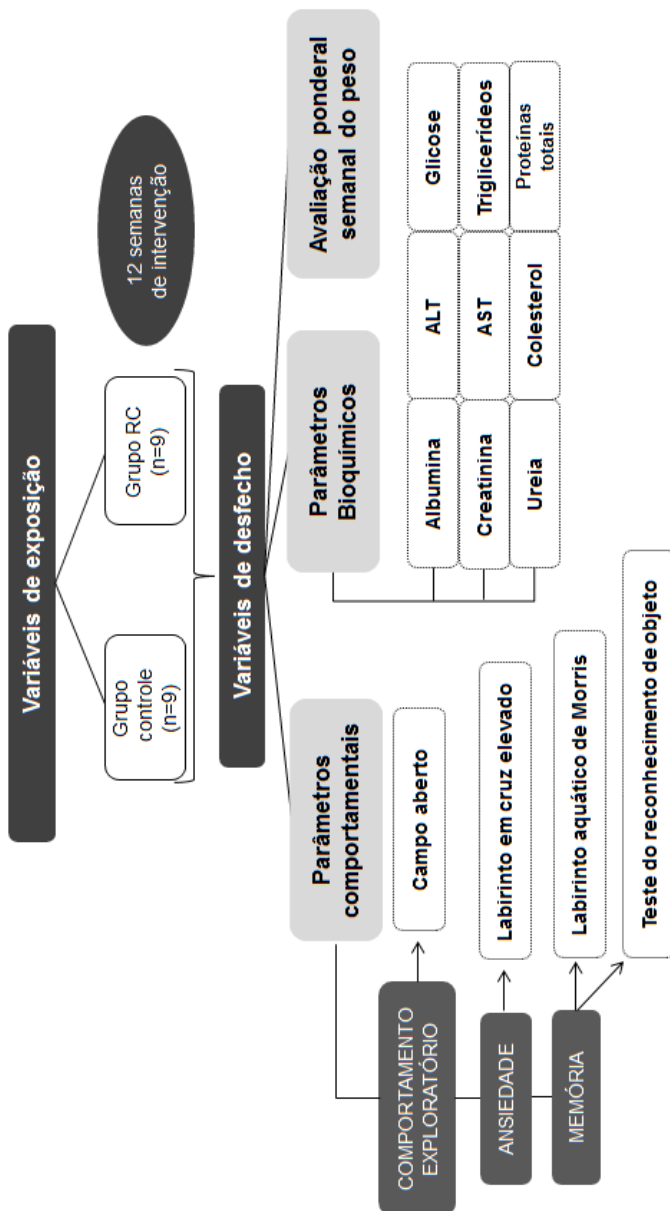 Variáveis de exposição
12 semanas
de intervenção
Grupo
controle
(n=9)
Grupo RC
(n=9)
Variáveis de desfecho
Parâmetros
comportamentais
Parâmetros
Bioquímicos
Avaliação ponderal
semanal do peso
COMPORTAMENTO
EXPLORATÓRIO
Campo aberto
ANSIEDADE
Labirinto em cruz elevado
MEMÓRIA
Labirinto aquático de Morris
Teste do reconhecimento de objeto
Albumina
ALT
Glicose
Creatinina
AST
Triglicerídeos
Ureia
Colesterol
Proteínas
totais